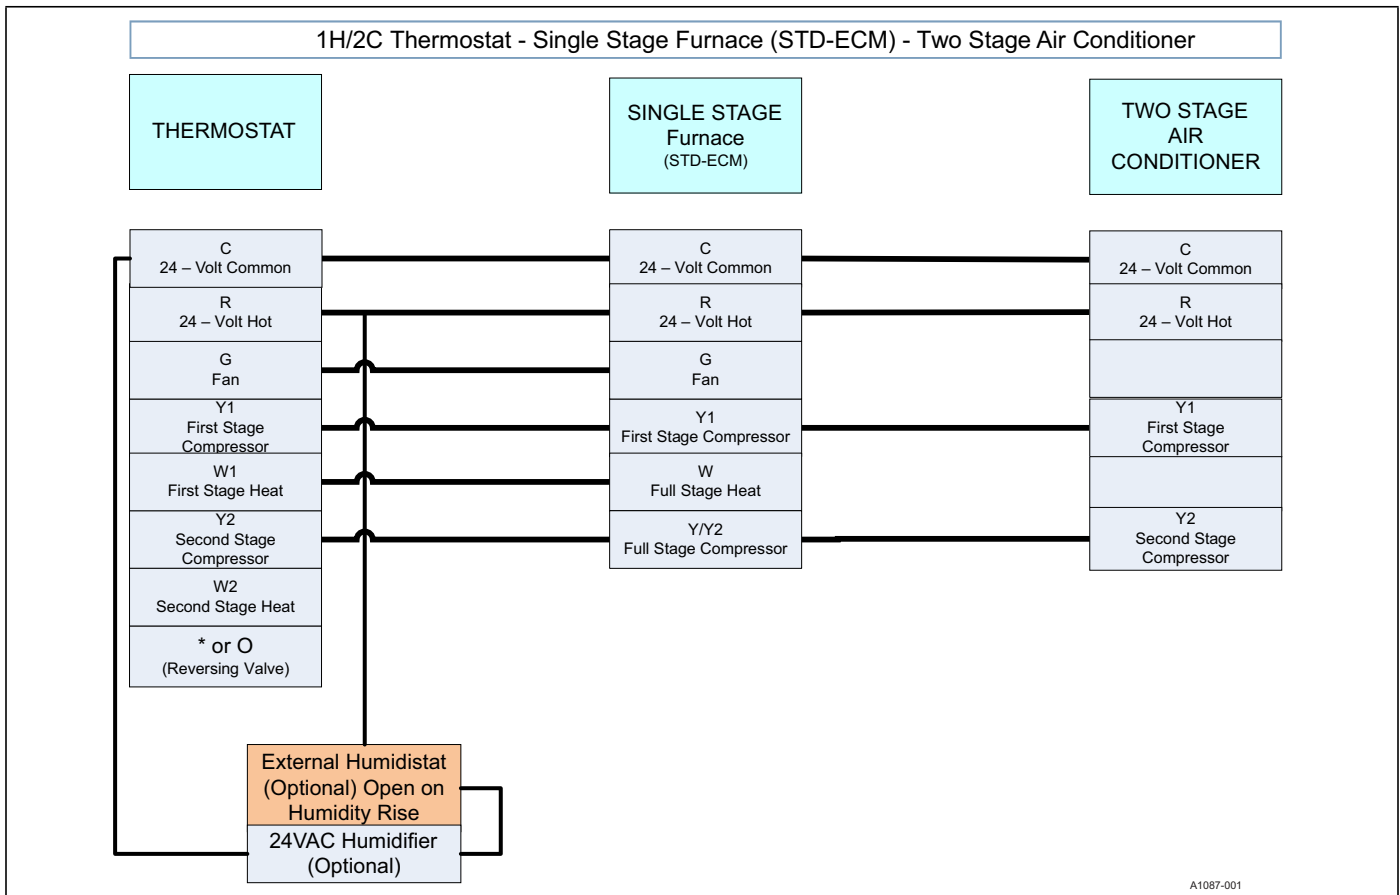 1H/2C Thermostat - Single Stage Furnace (STD-ECM) - Two Stage Air Conditioner
THERMOSTAT
SINGLE STAGE
Furnace
(STD-ECM)
TWO STAGE
AIR
CONDITIONER
C
24 – Volt Common
R
24 – Volt Hot
G
Fan
Y1
First Stage
Compressor
W1
First Stage Heat
Y2
Second Stage
Compressor
W2
Second Stage Heat
* or O
(Reversing Valve)
C
24 – Volt Common
R
24 – Volt Hot
G
Fan
Y1
First Stage Compressor
W
Full Stage Heat
Y/Y2
Full Stage Compressor
C
24 – Volt Common
R
24 – Volt Hot
Y1
First Stage
Compressor
Y2
Second Stage
Compressor
External Humidistat
(Optional) Open on
Humidity Rise
24VAC Humidifier
(Optional)
A1087-001